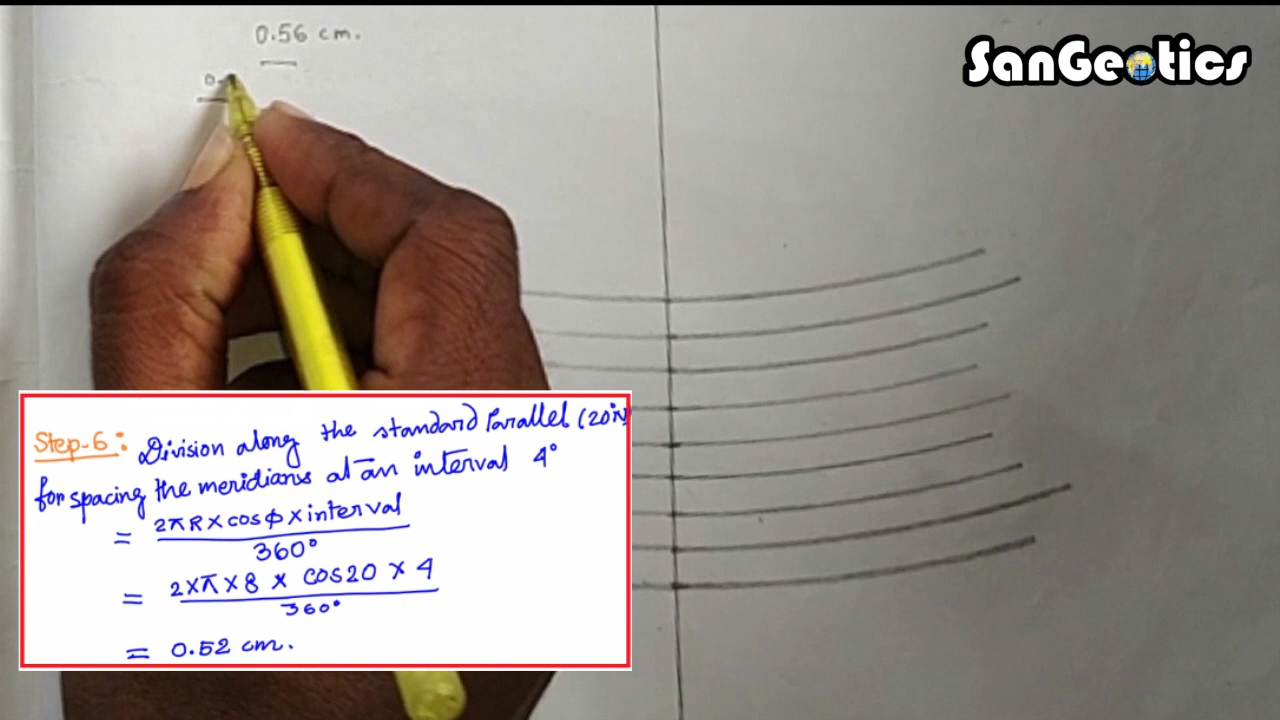 0.56 cm.
SanGeotics
0.
Step-6: Division along the standard Parallel (20°N)
for spacing the meridians at an interval 4°
= 2πR × cos φ × interval
360°
= 2×π×8 × cos20 × 4
360°
= 0.52 cm.